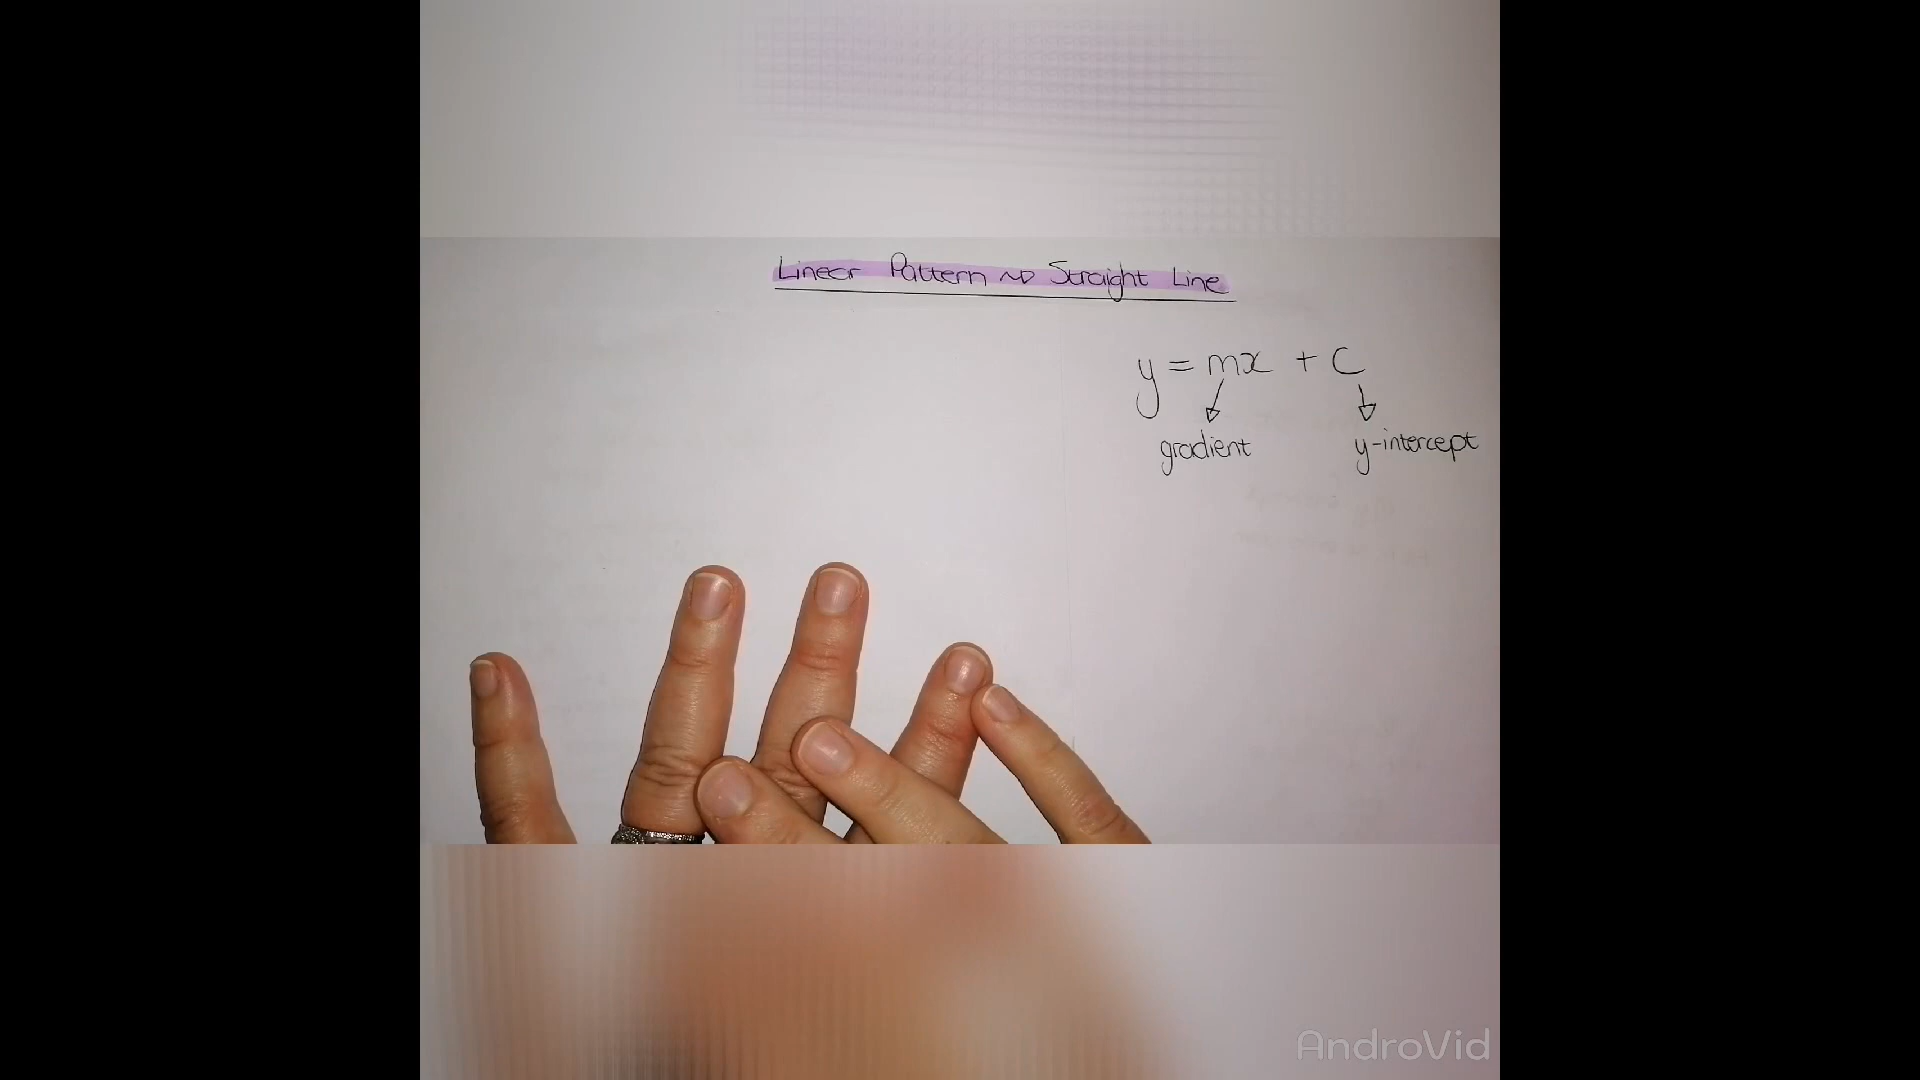 Linear Pattern ~> Straight Line
y = mx + c
gradient
y-intercept
AndroVid